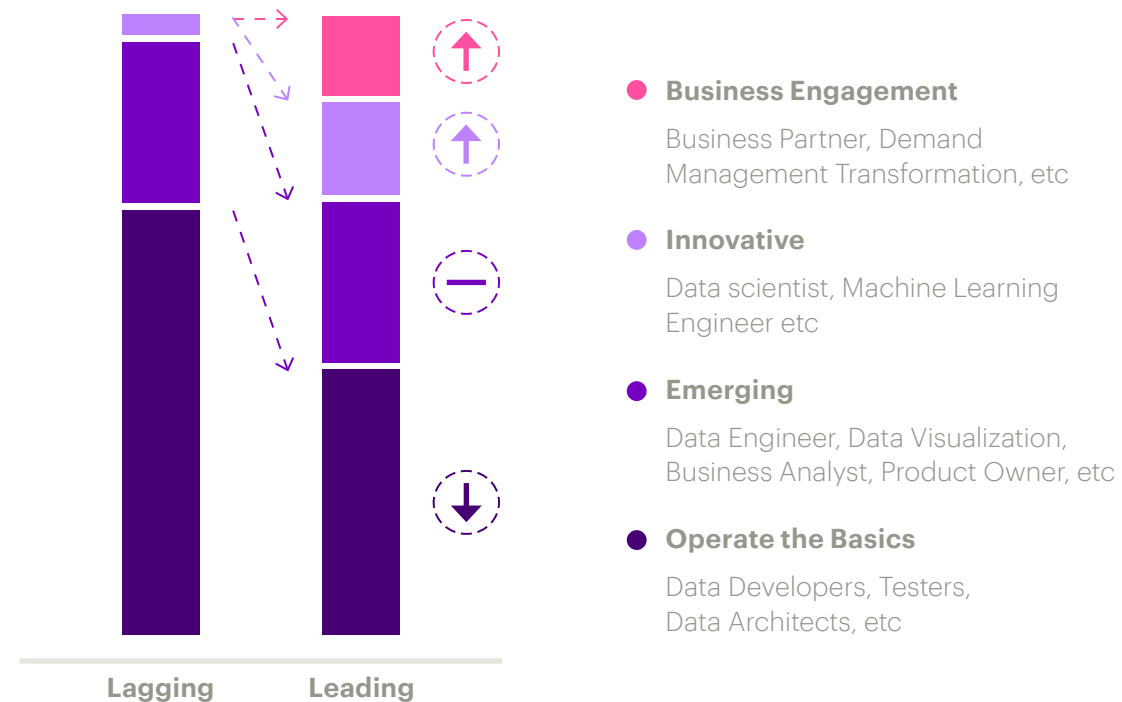 Business Engagement
Business Partner, Demand
Management Transformation, etc
Innovative
Data scientist, Machine Learning
Engineer etc
Emerging
Data Engineer, Data Visualization,
Business Analyst, Product Owner, etc
Operate the Basics
Data Developers, Testers,
Data Architects, etc
Lagging
Leading